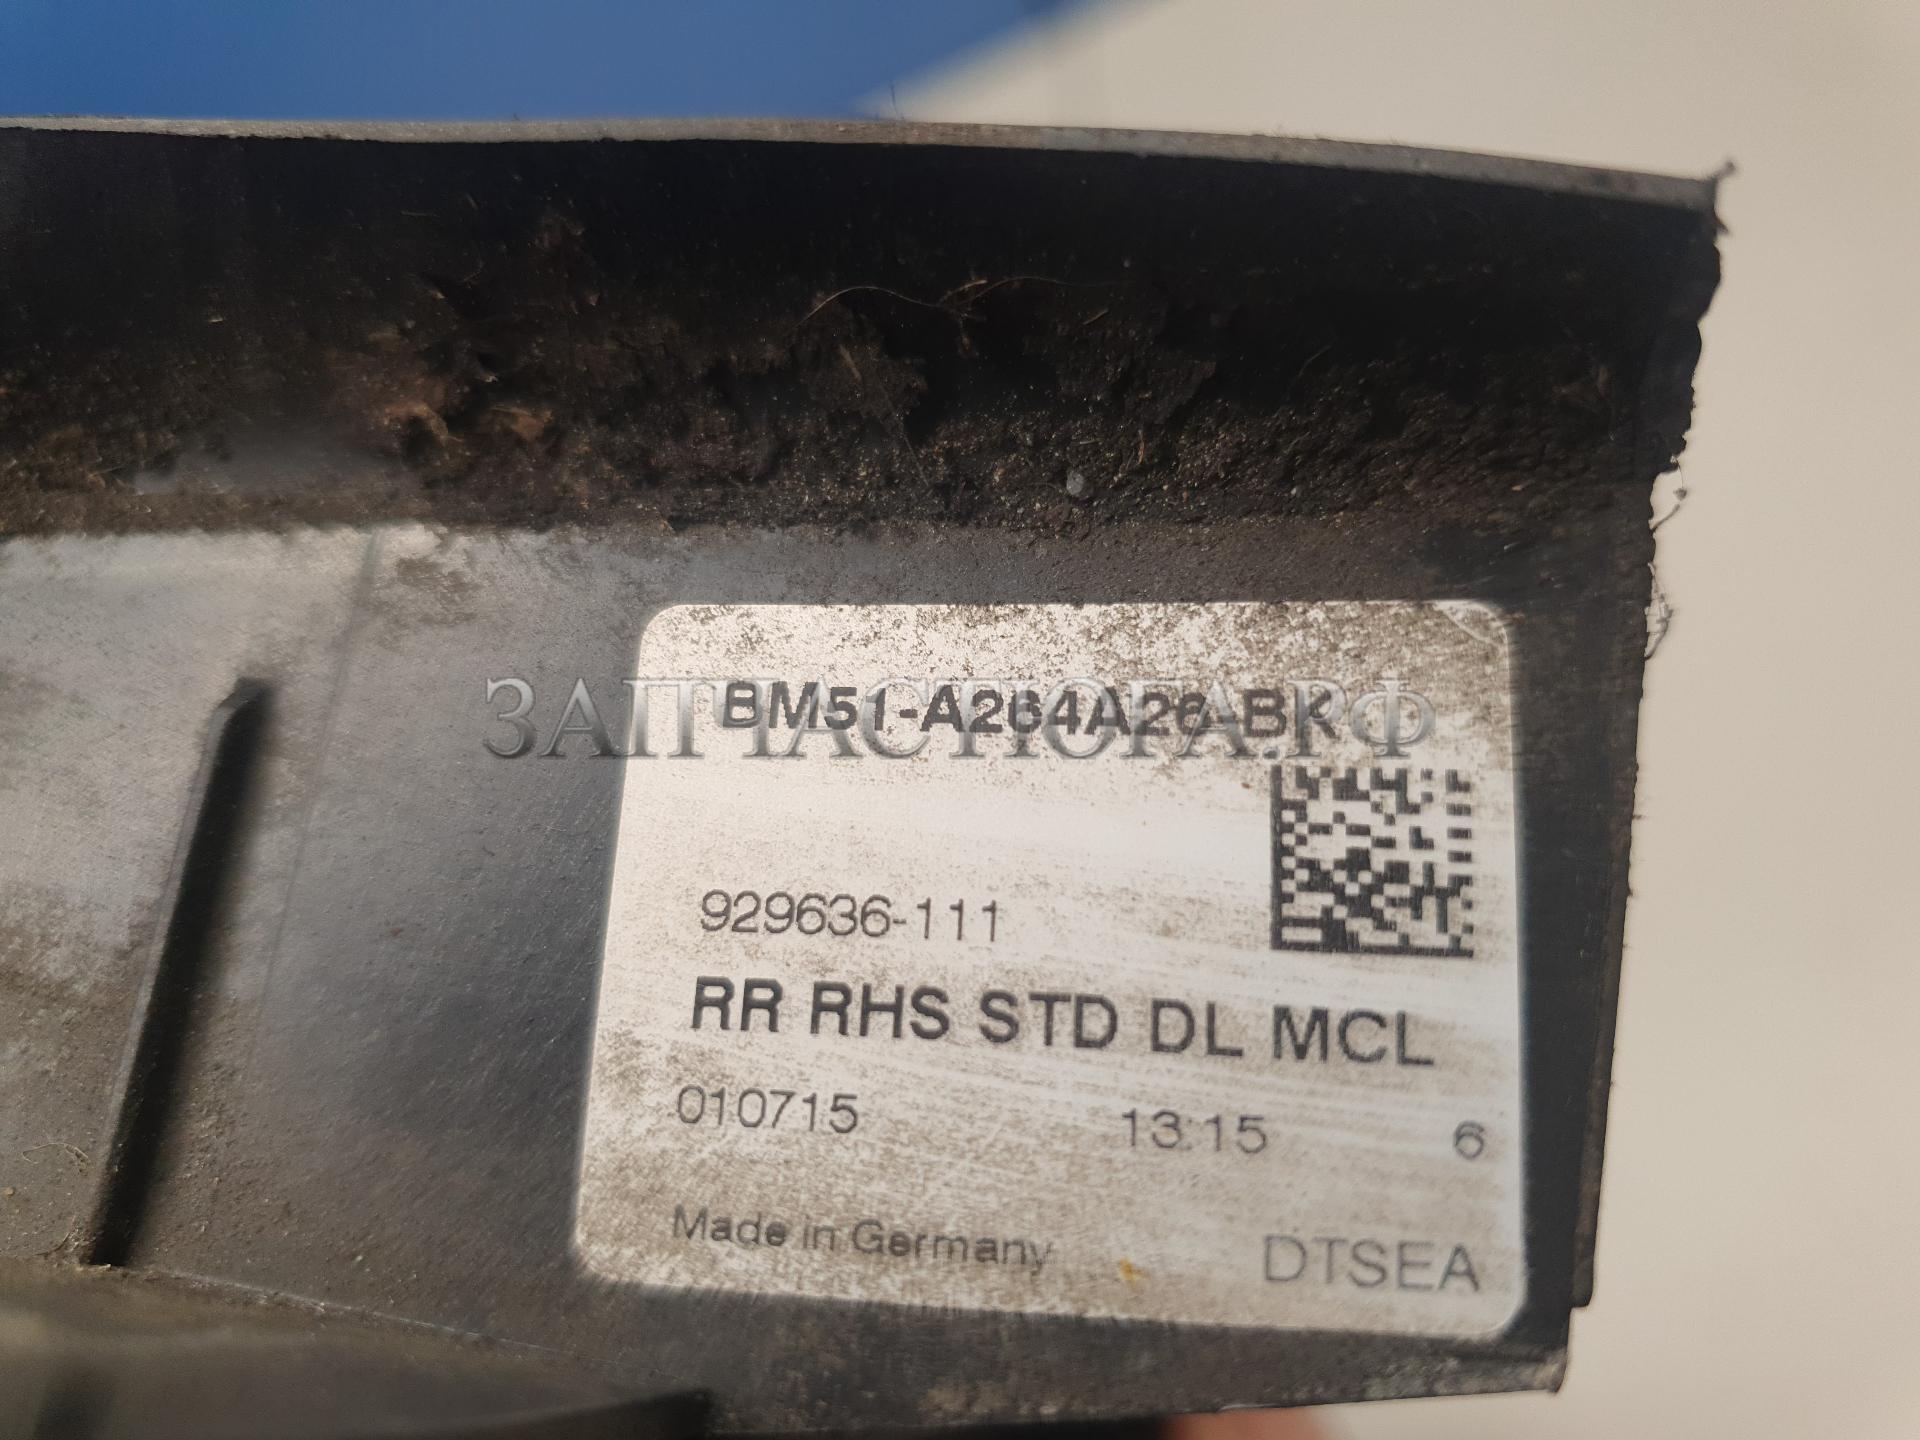 BM51-A264A26-BK
ЗАПЧАСТЮГА.РФ
929636-111
RR RHS STD DL MCL
010715 13:15 6
Made in Germany DTSEA